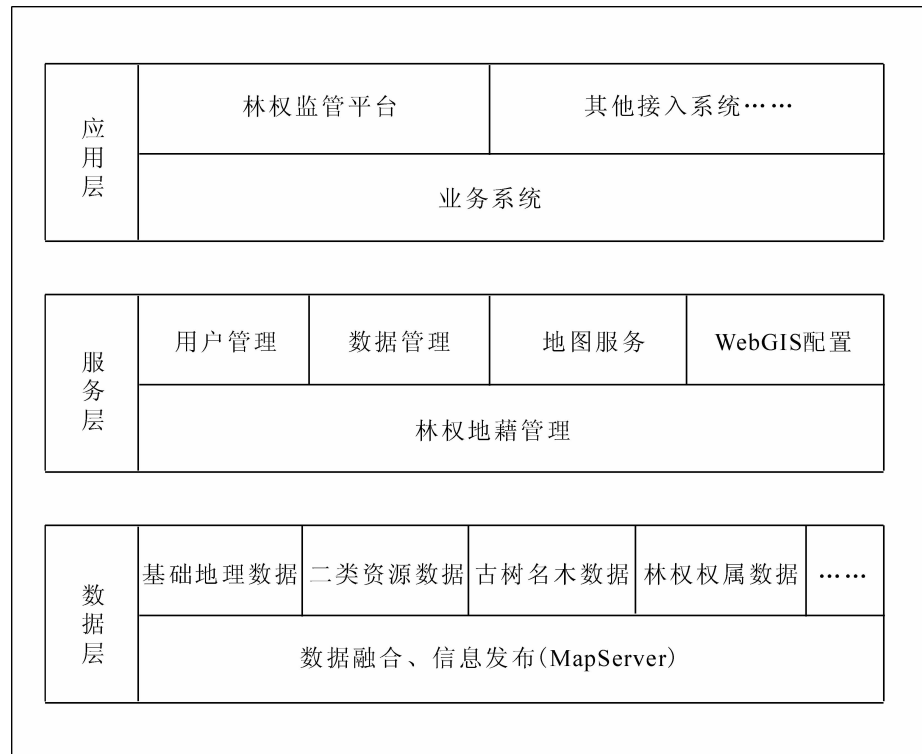 应用层
林权监管平台
其他接入系统……
业务系统
服务层
用户管理
数据管理
地图服务
WebGIS配置
林权地藉管理
数据层
基础地理数据
二类资源数据
古树名木数据
林权权属数据
……
数据融合、信息发布(MapServer)